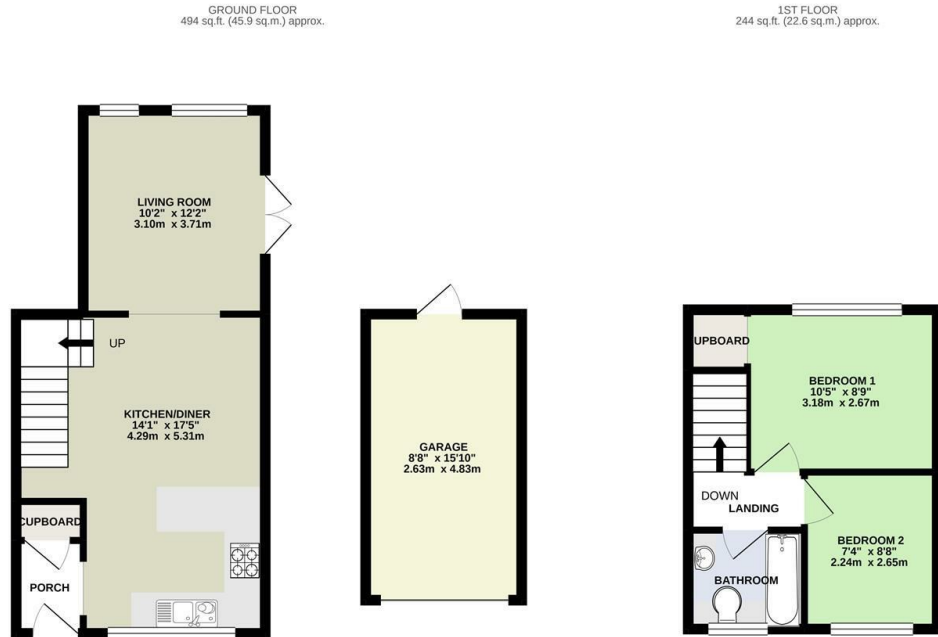 GROUND FLOOR
494 sq.ft. (45.9 sq.m.) approx.
1ST FLOOR
244 sq.ft. (22.6 sq.m.) approx.
LIVING ROOM
10'2" x 12'2"
3.10m x 3.71m
UP
KITCHEN/DINER
14'1" x 17'5"
4.29m x 5.31m
CUPBOARD
PORCH
GARAGE
8'8" x 15'10"
2.63m x 4.83m
UPBOARD
BEDROOM 1
10'5" x 8'9"
3.18m x 2.67m
DOWN
LANDING
BEDROOM 2
7'4" x 8'8"
2.24m x 2.65m
BATHROOM